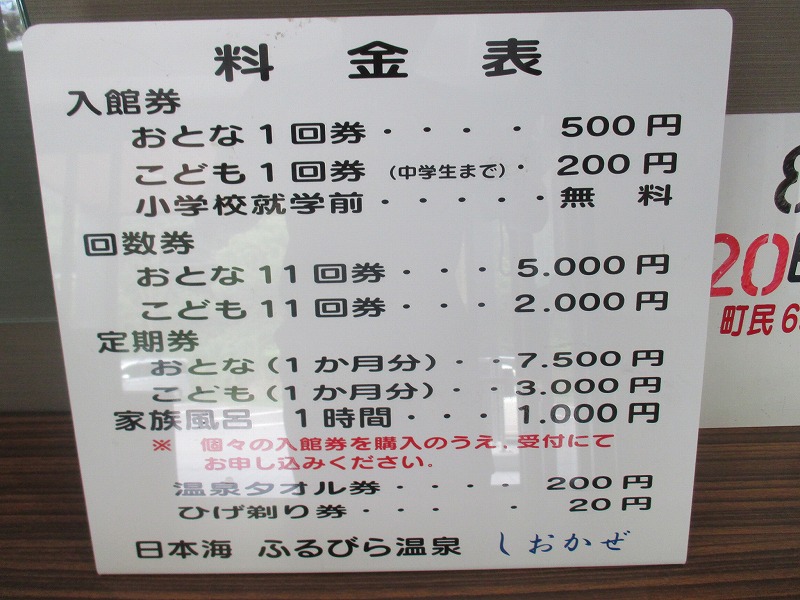 料金表
入館券
おとな1回券・・・・500円
こども1回券(中学生まで)・200円
小学校就学前・・・・・無料
回数券
おとな11回券・・・5.000円
こども11回券・・・2.000円
定期券
おとな(1か月分)・・7.500円
こども(1か月分)・・3.000円
家族風呂 1時間・・・1.000円
※ 個々の入館券を購入のうえ、受付にて
お申し込みください。
温泉タオル券・・・・200円
ひげ剃り券・・・・20円
日本海 ふるびら温泉 しおかぜ
20
町民6